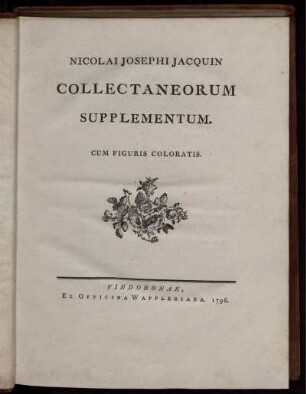 NICOLAI JOSEPHI JACQUIN
COLLECTANEORUM
SUPPLEMENTUM.
CUM FIGURIS COLORATIS.
VINDOBONAE,
EX OFFICINA WAPPLERIANA. 1796.